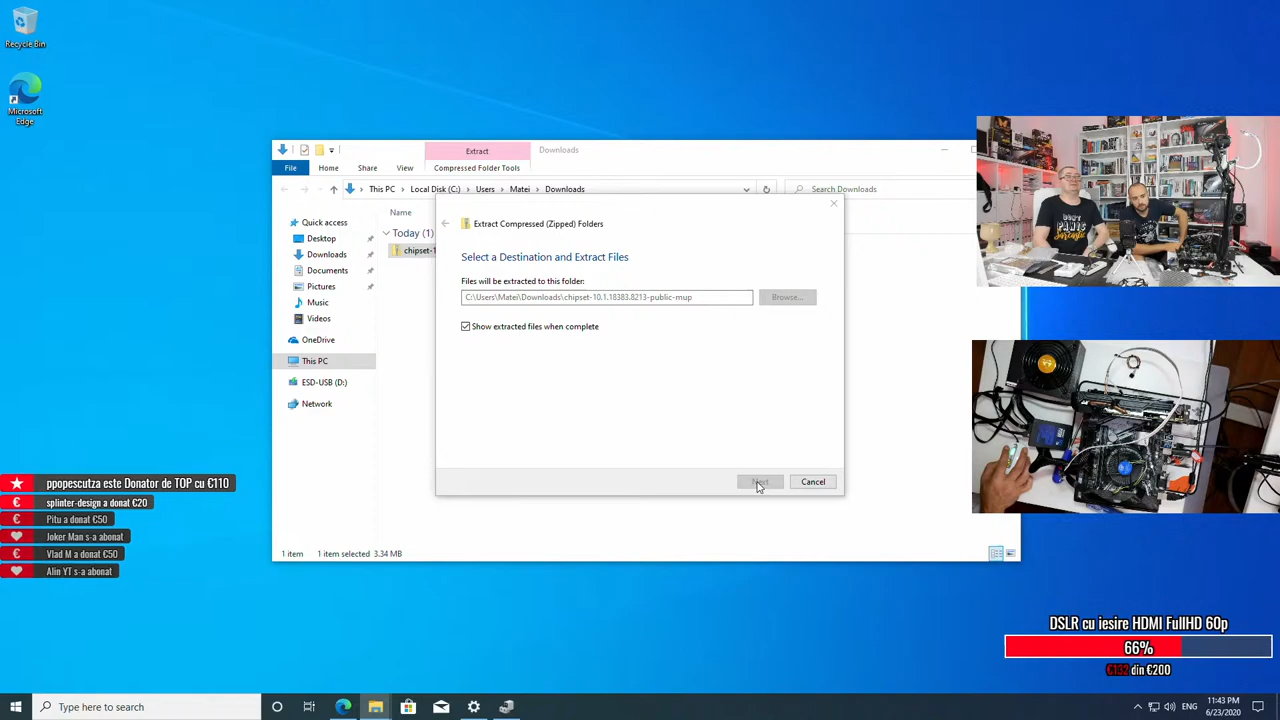 Recycle Bin
Microsoft
Edge
Extract
Downloads
File
Home
Share
View
Compressed Folder Tools
This PC
Local Disk (C:)
Users
Matei
Downloads
Search Downloads
Quick access
Desktop
Downloads
Documents
Pictures
Music
Videos
OneDrive
This PC
ESD-USB (D:)
Network
Name
Today (1)
chipset-1
Extract Compressed (Zipped) Folders
Select a Destination and Extract Files
Files will be extracted to this folder:
C:\Users\Matei\Downloads\chipset-10.1.18383.8213-public-mup
Browse...
Show extracted files when complete
Next
Cancel
1 item
1 item selected
3.34 MB
DON'T
PANIC
ppopescutza este Donator de TOP cu €110
splinter-design a donat €20
Pitu a donat €50
Joker Man s-a abonat
Vlad M a donat €50
Alin YT s-a abonat
DSLR cu iesire HDMI FullHD 60p
66%
€132 din €200
Type here to search
ENG
11:43 PM
6/23/2020